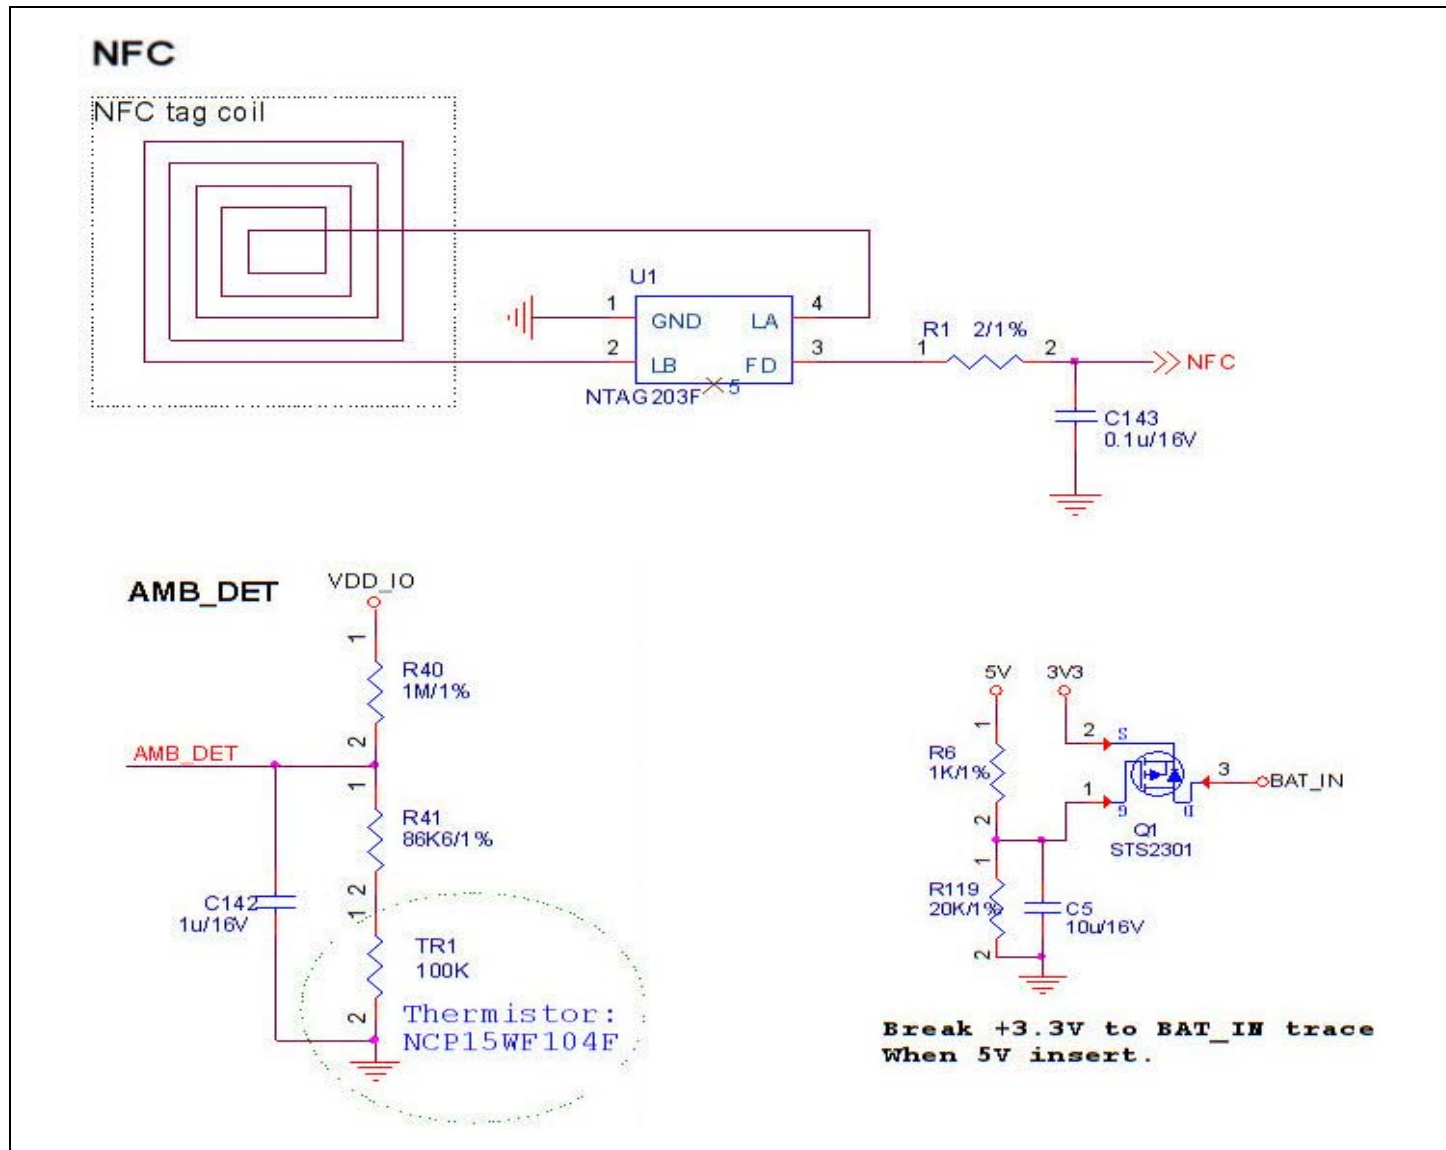 NFC
NFC tag coil
U1
1
GND
LA
4
2
LB
FD
3
NTAG203F
5
R1 2/1%
1
2
NFC
C143
0.1u/16V
AMB_DET
VDD_IO
1
R40
1M/1%
2
AMB_DET
1
R41
86K6/1%
2
C142
1u/16V
1
TR1
100K
2
Thermistor:
NCP15WF104F
5V
3V3
1
2
S
R6
1K/1%
1
3
BAT_IN
2
G
D
Q1
STS2301
1
R119
20K/1%
C5
10u/16V
2
Break +3.3V to BAT_IN trace
When 5V insert.